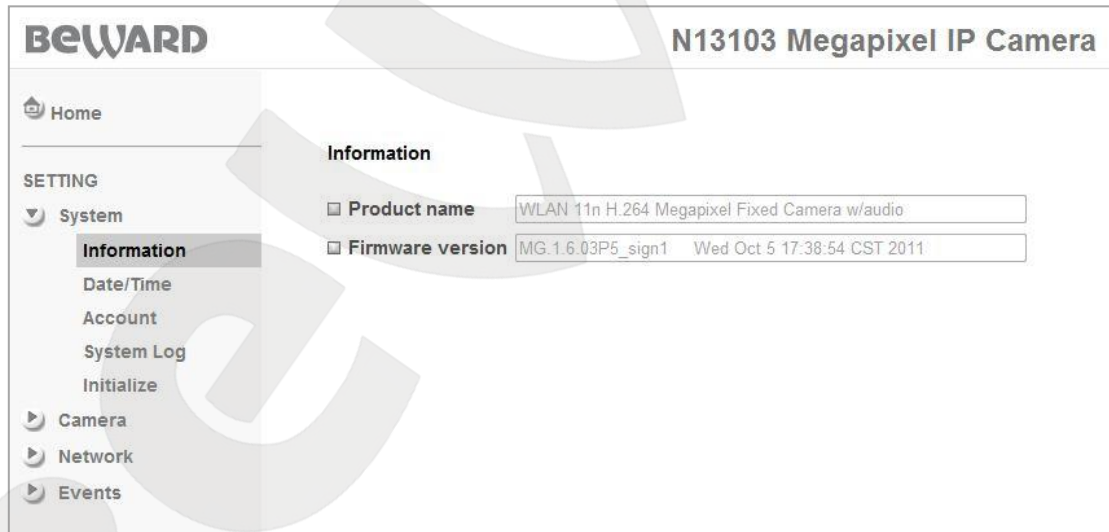 BEWARD
N13103 Megapixel IP Camera
Home
SETTING
System
Information
Date/Time
Account
System Log
Initialize
Camera
Network
Events
Information
Product name WLAN 11n H.264 Megapixel Fixed Camera w/audio
Firmware version MG.1.6.03P5_sign1 Wed Oct 5 17:38:54 CST 2011